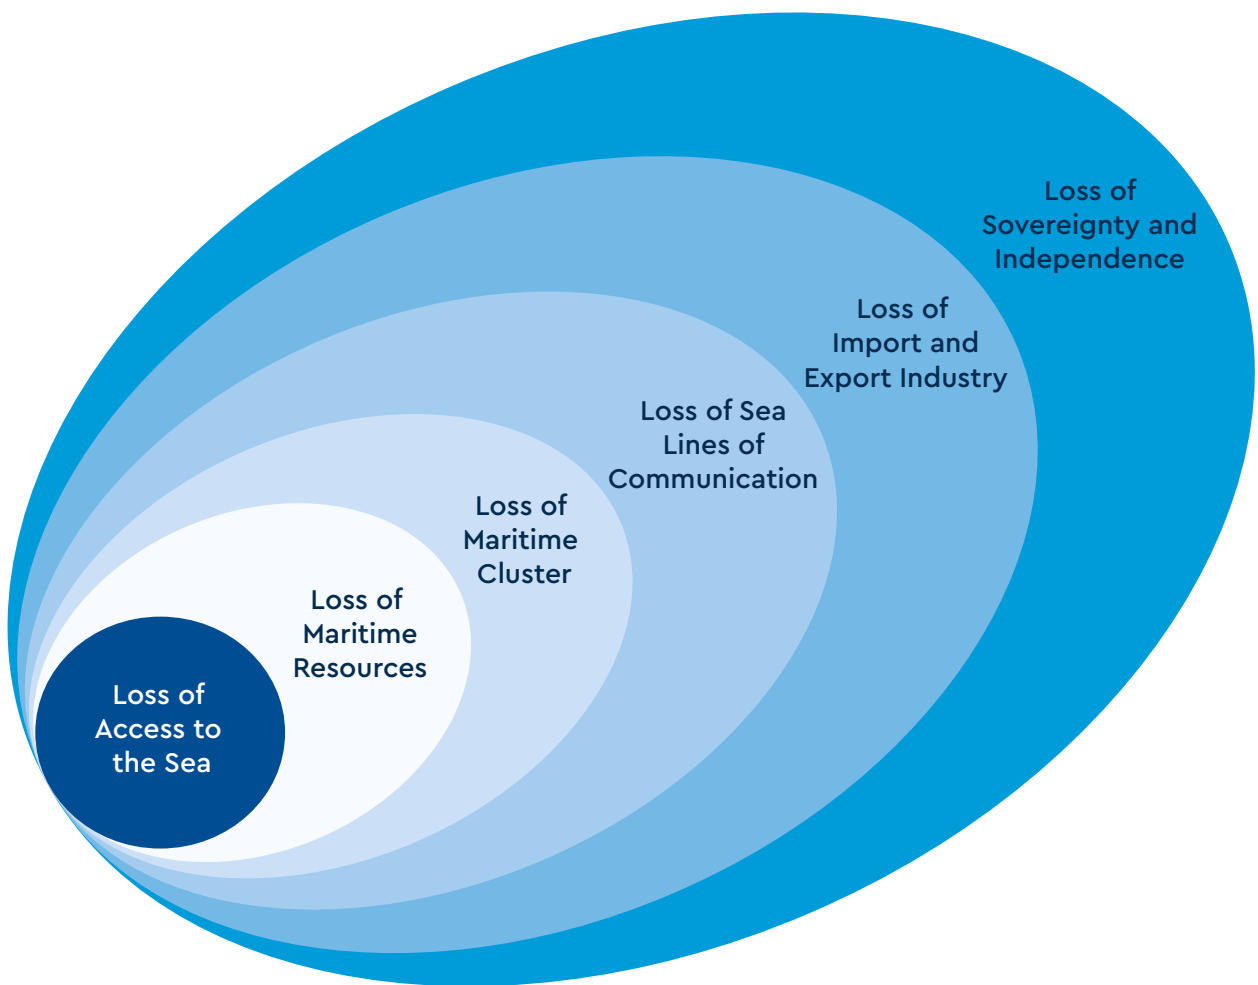 Loss of
Sovereignty and
Independence
Loss of
Import and
Export Industry
Loss of Sea
Lines of
Communication
Loss of
Maritime
Cluster
Loss of
Maritime
Resources
Loss of
Access to
the Sea